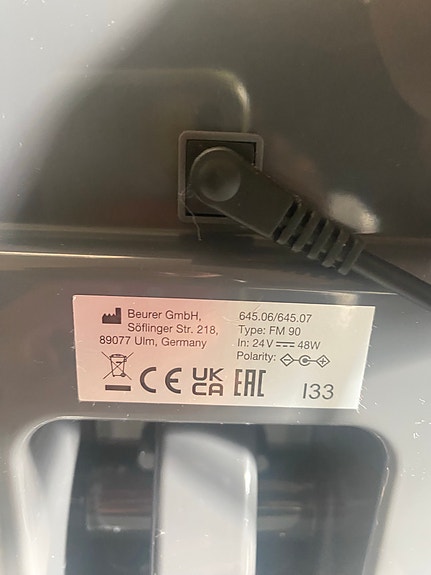 Beurer GmbH,
Söflinger Str. 218,
89077 Ulm, Germany
645.06/645.07
Type: FM 90
In: 24V ⎓ 48W
Polarity:
CE UK CA EAC
I33